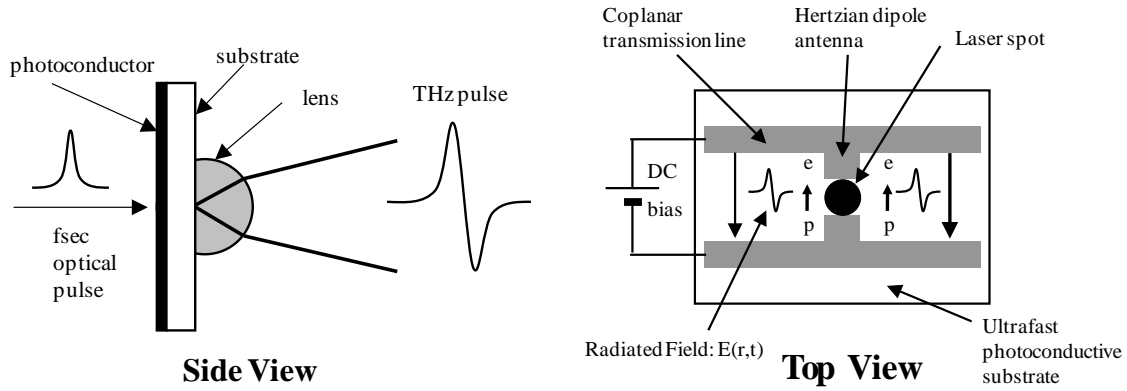 photoconductor
substrate
lens
THz pulse
fsec
optical
pulse
Side View
Coplanar
transmission line
Hertzian dipole
antenna
Laser spot
DC
bias
e
e
p
p
Radiated Field: E(r,t)
Ultrafast
photoconductive
substrate
Top View